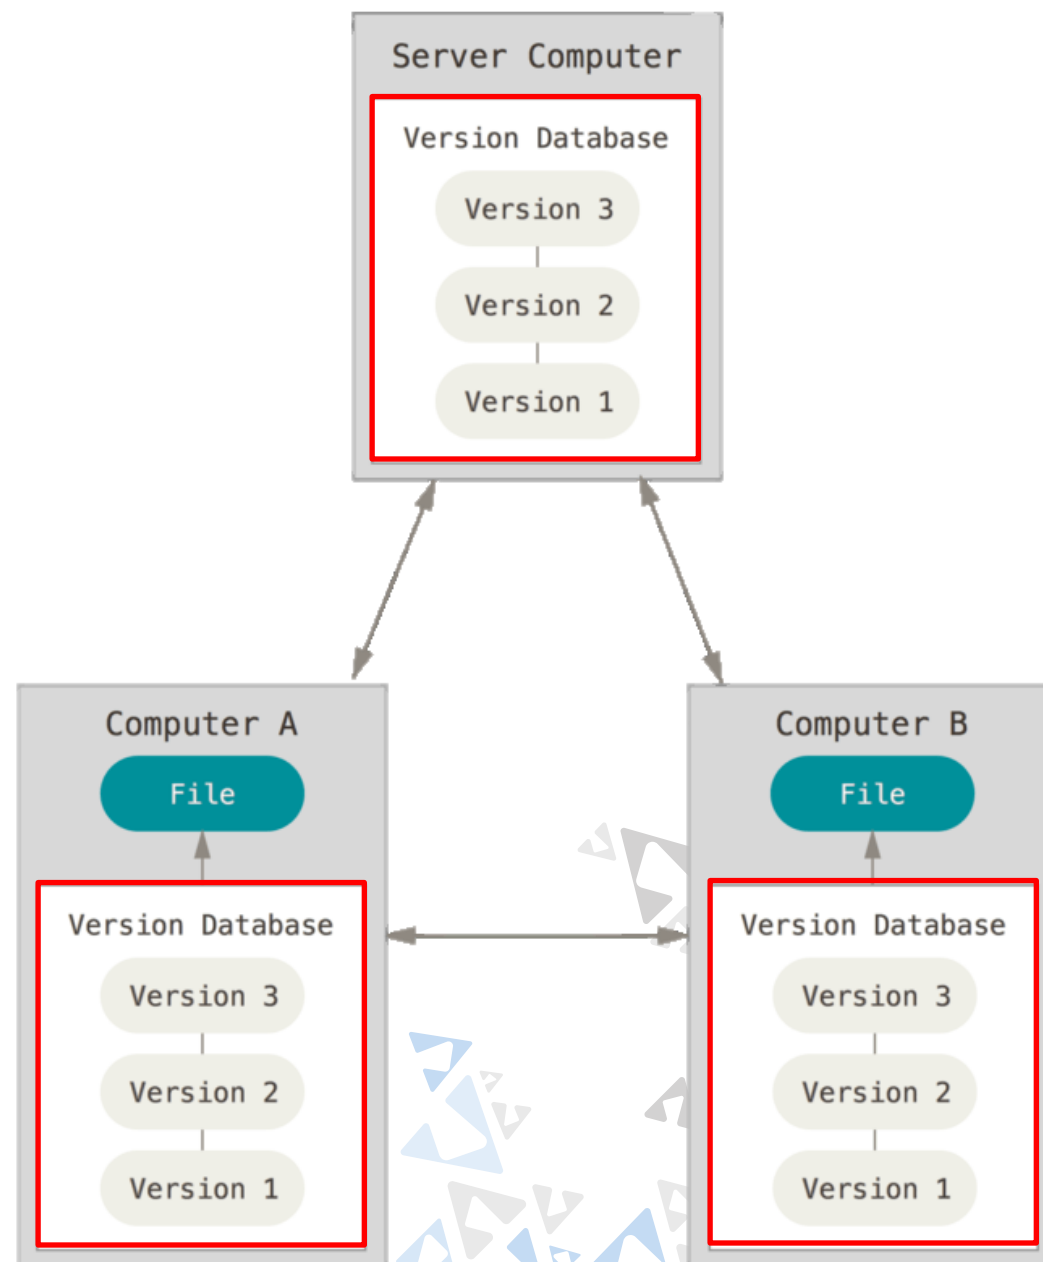 Server Computer
Version Database
Version 3
Version 2
Version 1
Computer A
File
Version Database
Version 3
Version 2
Version 1
Computer B
File
Version Database
Version 3
Version 2
Version 1